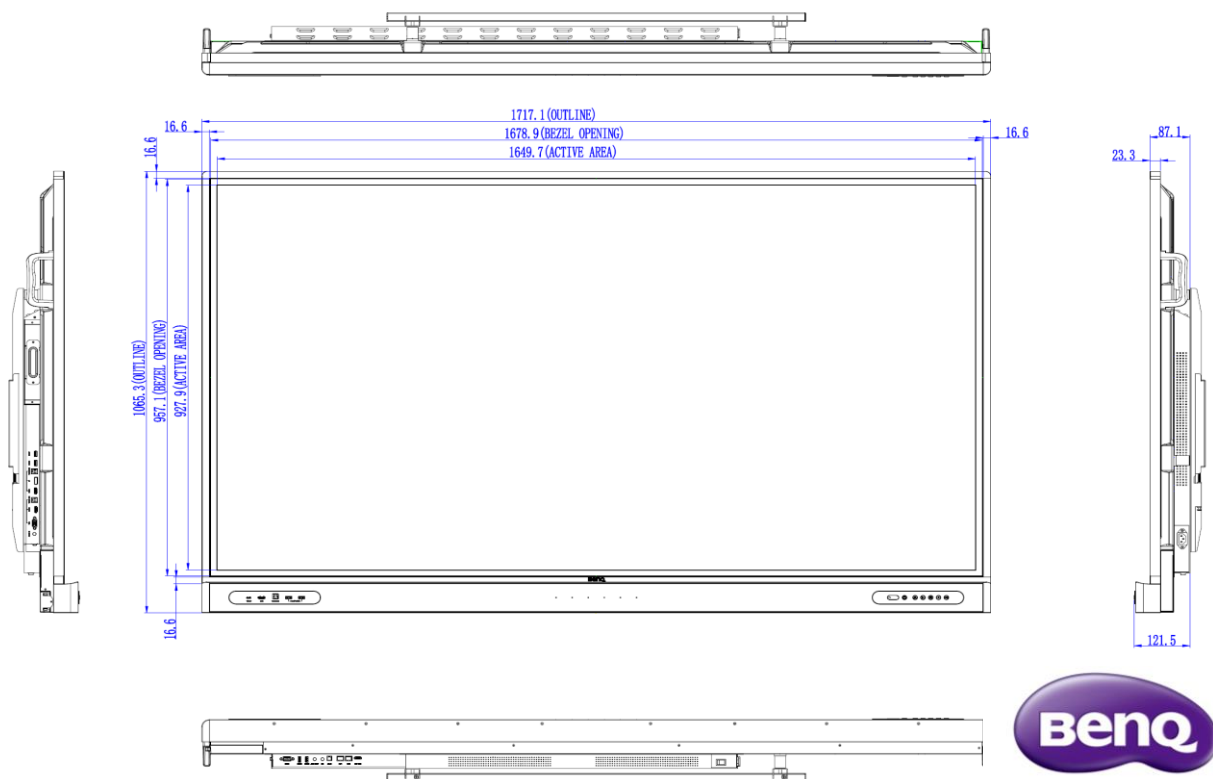 1717.1(OUTLINE)
16.6
1678.9(BEZEL OPENING)
16.6
87.1
16.6
1649.7(ACTIVE AREA)
23.3
1065.3(OUTLINE)
957.1(BEZEL OPENING)
927.9(ACTIVE AREA)
BenQ
16.6
121.5
BenQ